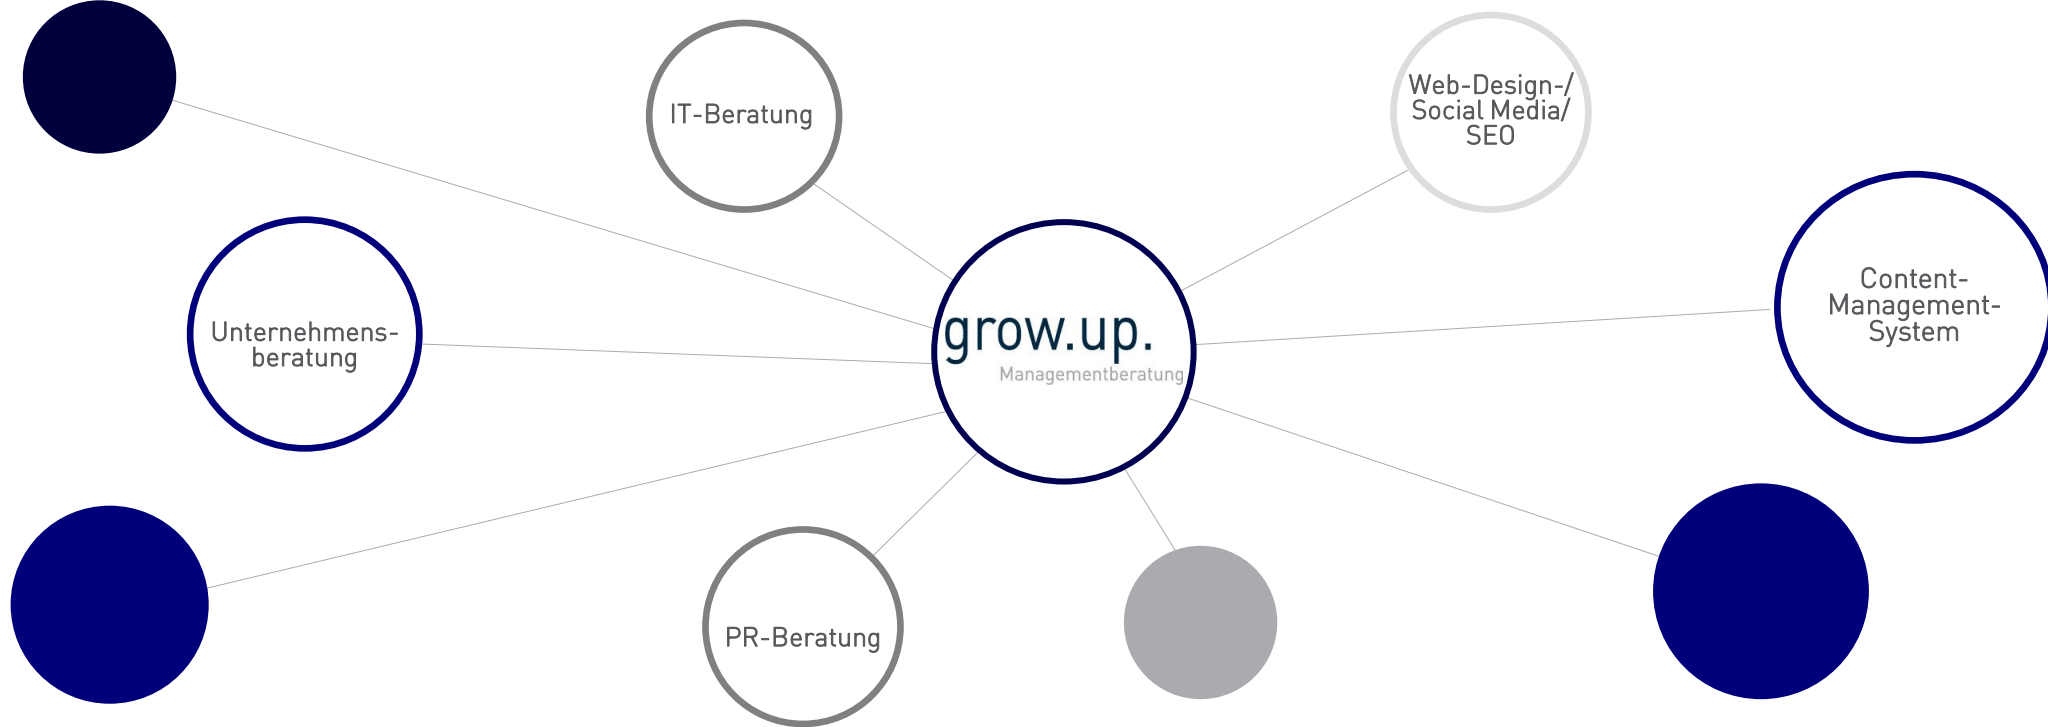 IT-Beratung
Web-Design-/
Social Media/
SEO
Unternehmens-
beratung
grow.up.
Managementberatung
Content-
Management-
System
PR-Beratung